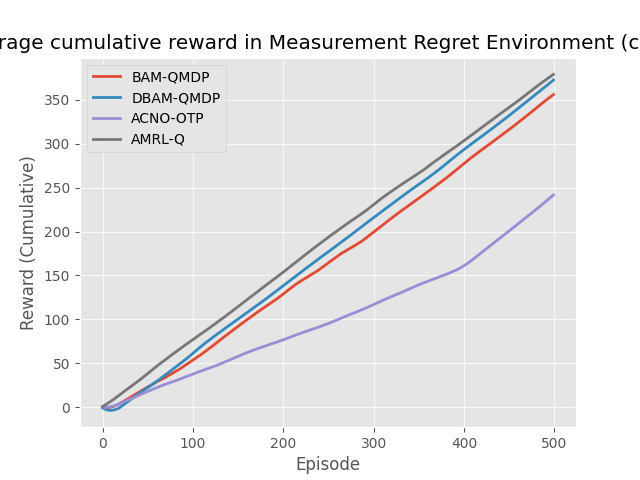 rage cumulative reward in Measurement Regret Environment (c
BAM-QMDP
DBAM-QMDP
ACNO-OTP
AMRL-Q
Reward (Cumulative)
350
300
250
200
150
100
50
0
0 100 200 300 400 500
Episode